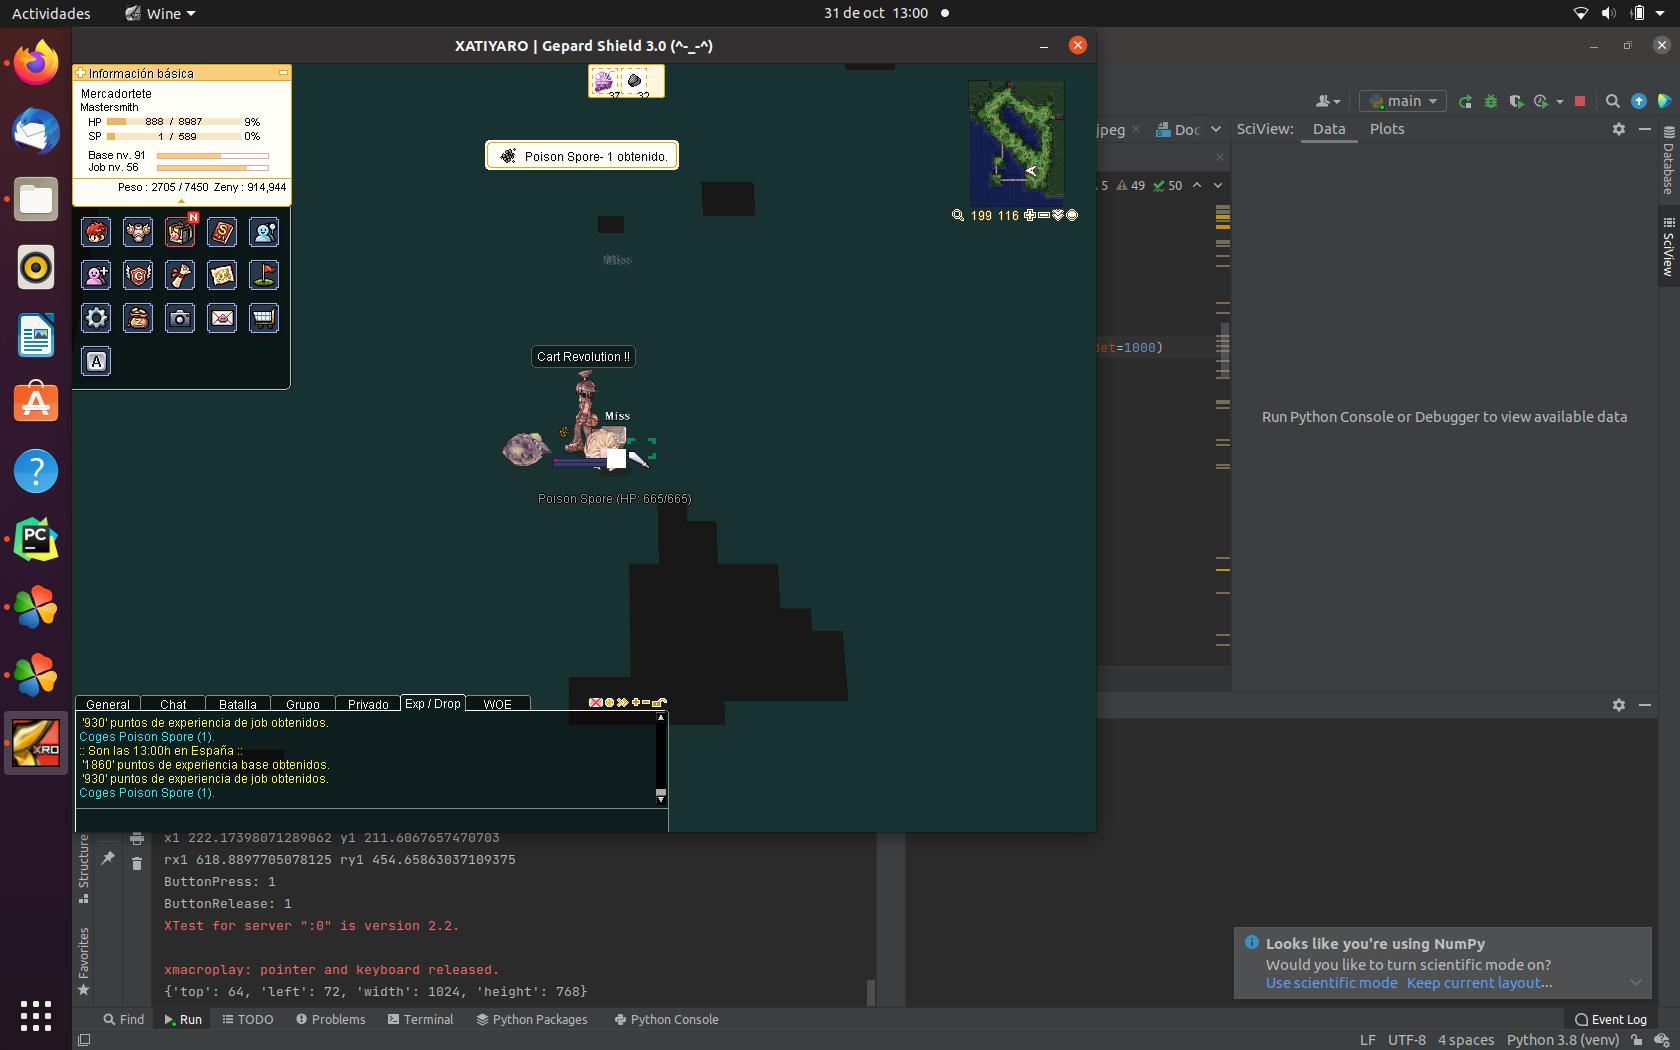 Actividades
Wine
31 de oct 13:00
XATIYARO | Gepard Shield 3.0 (^-_-^)
Información básica
Mercadortete
Mastersmith
HP 888 / 8987 9%
SP 1 / 589 0%
Base nv. 91
Job nv. 56
Peso : 2705 / 7450 Zeny : 914,944
N
A
37 32
Poison Spore- 1 obtenido.
199 116
Miss
Cart Revolution !!
Miss
Poison Spore (HP: 665/665)
General Chat Batalla Grupo Privado Exp / Drop WOE
'930' puntos de experiencia de job obtenidos.
Coges Poison Spore (1).
:: Son las 13:00h en España ::
'1860' puntos de experiencia base obtenidos.
'930' puntos de experiencia de job obtenidos.
Coges Poison Spore (1).
main
jpeg
Doc
SciView: Data Plots
5 49 50
det=1000)
Run Python Console or Debugger to view available data
Database
SciView
PC
XRO
Structure
Favorites
x1 222.17398071289062 y1 211.6067657470703
rx1 618.8897705078125 ry1 454.65863037109375
ButtonPress: 1
ButtonRelease: 1
XTest for server ":0" is version 2.2.
xmacroplay: pointer and keyboard released.
{'top': 64, 'left': 72, 'width': 1024, 'height': 768}
Looks like you're using NumPy
Would you like to turn scientific mode on?
Use scientific mode Keep current layout...
Find Run TODO Problems Terminal Python Packages Python Console Event Log
LF UTF-8 4 spaces Python 3.8 (venv)